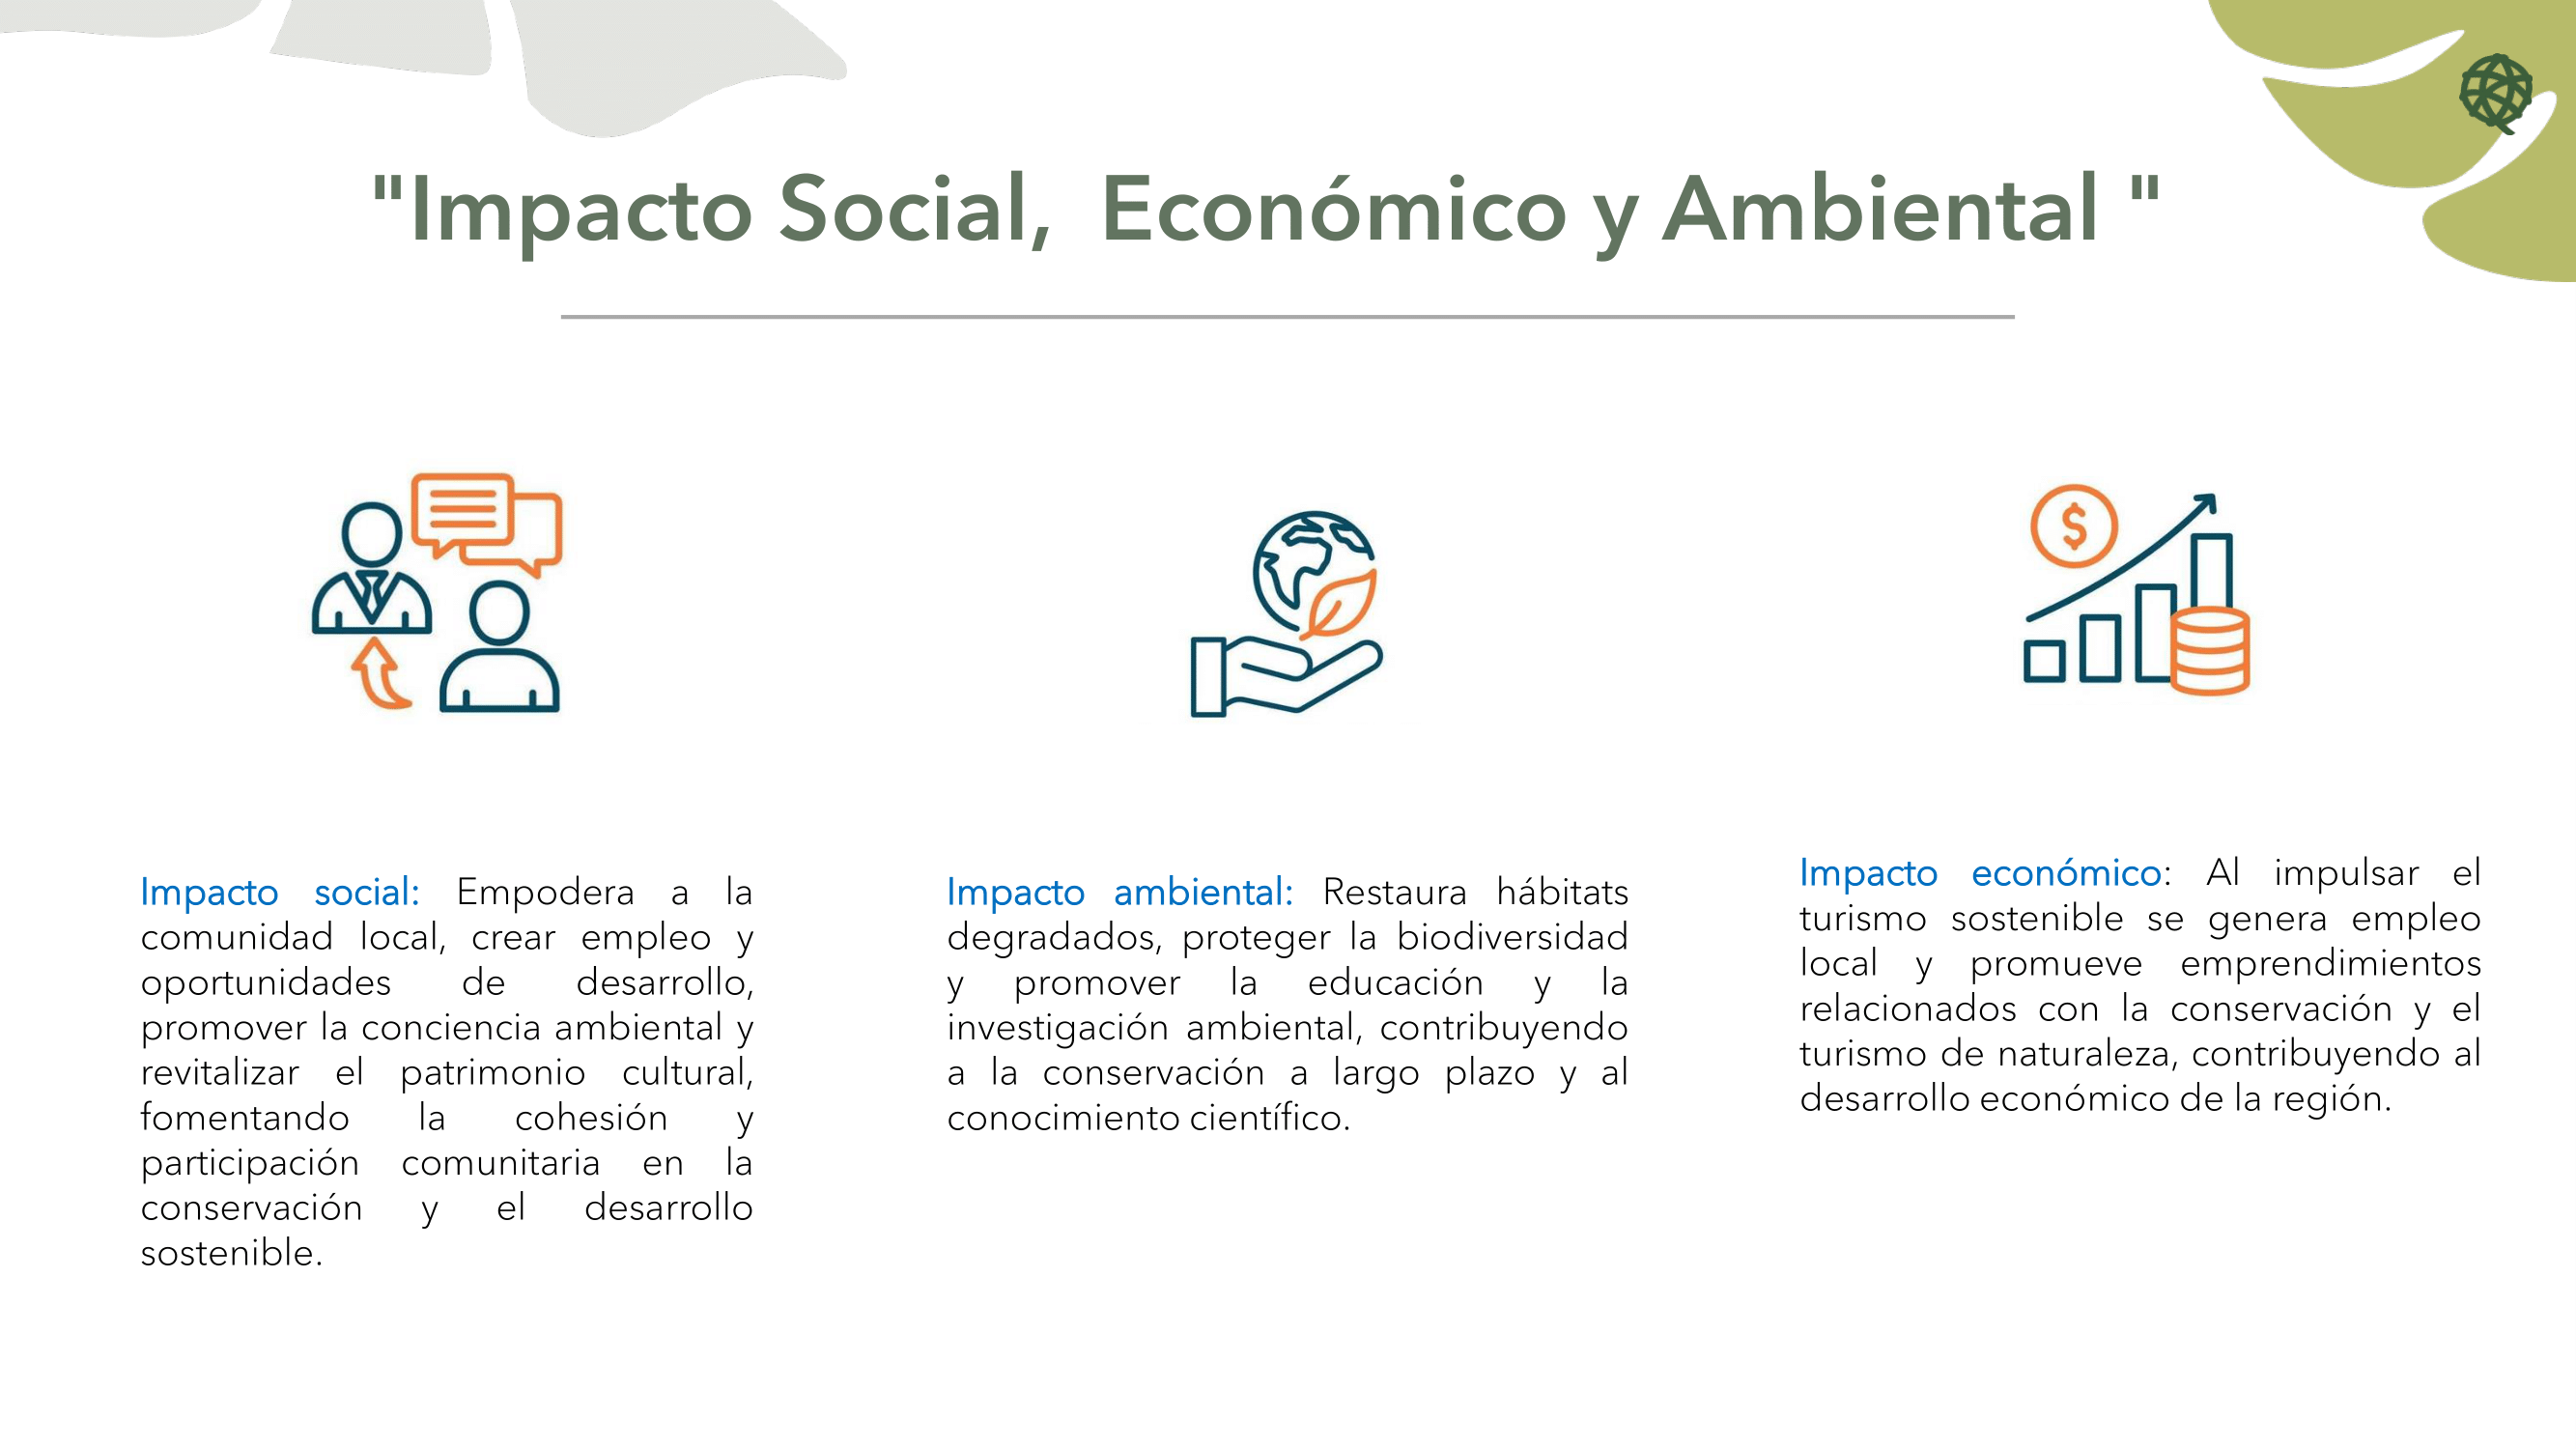 "Impacto Social,  Económico y Ambiental "
$
Impacto social: Empodera a la
comunidad local, crear empleo y
oportunidades de desarrollo,
promover la conciencia ambiental y
revitalizar el patrimonio cultural,
fomentando la cohesión y
participación comunitaria en la
conservación y el desarrollo
sostenible.
Impacto ambiental: Restaura hábitats
degradados, proteger la biodiversidad
y promover la educación y la
investigación ambiental, contribuyendo
a la conservación a largo plazo y al
conocimiento científico.
Impacto económico: Al impulsar el
turismo sostenible se genera empleo
local y promueve emprendimientos
relacionados con la conservación y el
turismo de naturaleza, contribuyendo al
desarrollo económico de la región.